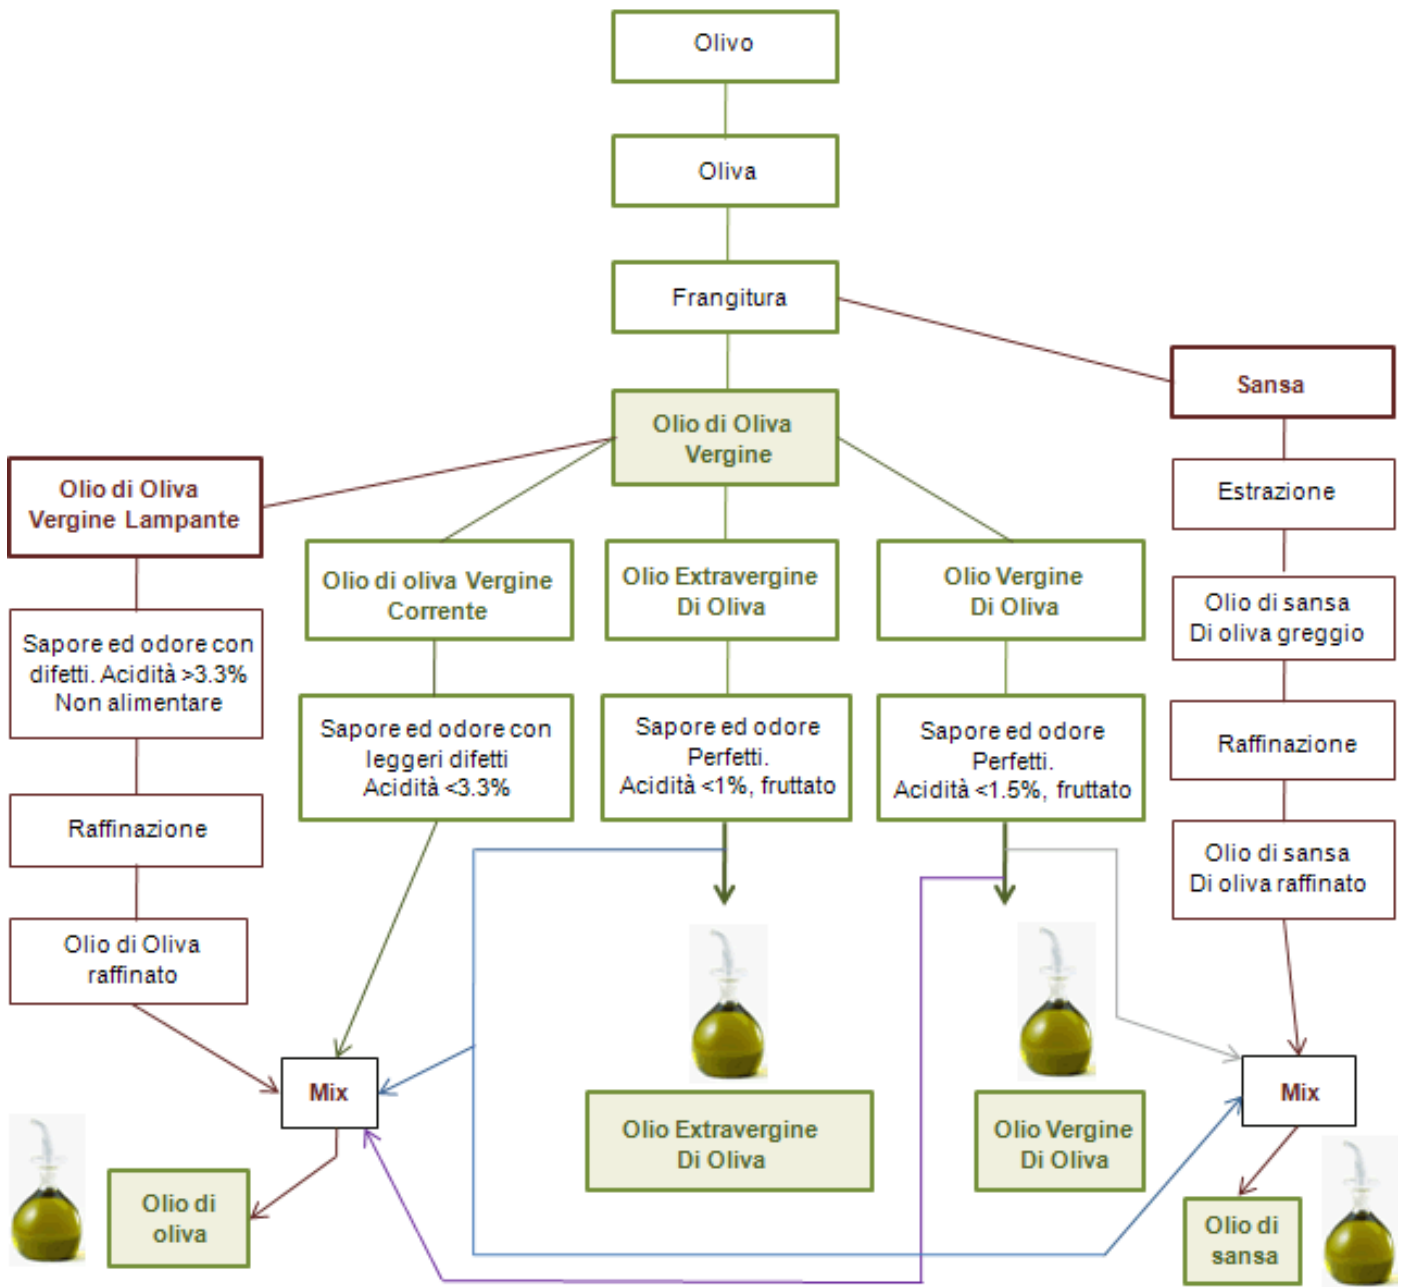 Olivo
Oliva
Frangitura
Sansa
Olio di Oliva
Vergine
Olio di Oliva
Vergine Lampante
Estrazione
Olio di oliva Vergine
Corrente
Olio Extravergine
Di Oliva
Olio Vergine
Di Oliva
Olio di sansa
Di oliva greggio
Sapore ed odore con
difetti. Acidità >3.3%
Non alimentare
Sapore ed odore con
leggeri difetti
Acidità <3.3%
Sapore ed odore
Perfetti.
Acidità <1%, fruttato
Sapore ed odore
Perfetti.
Acidità <1.5%, fruttato
Raffinazione
Raffinazione
Olio di sansa
Di oliva raffinato
Olio di Oliva
raffinato
Mix
Mix
Olio Extravergine
Di Oliva
Olio Vergine
Di Oliva
Olio di
oliva
Olio di
sansa